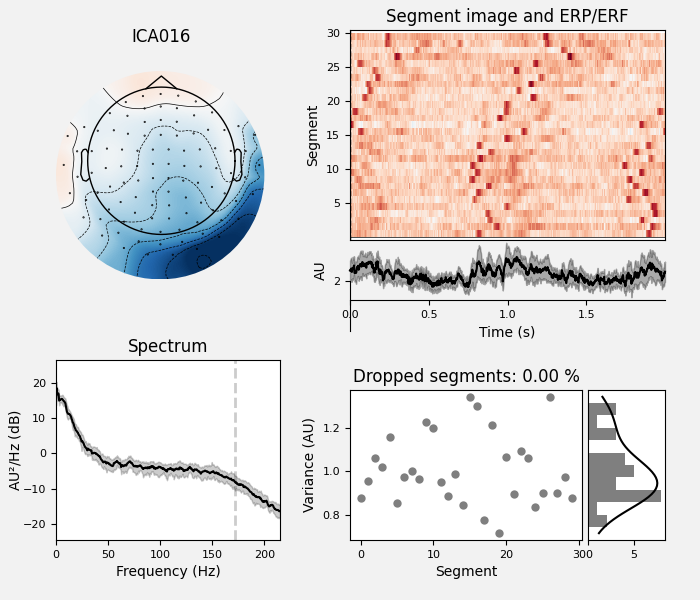 ICA016
Segment image and ERP/ERF
Segment
30
25
20
15
10
5
AU
2
0.0 0.5 1.0 1.5
Time (s)
Spectrum
AU²/Hz (dB)
20
10
0
−10
−20
0 50 100 150 200
Frequency (Hz)
Dropped segments: 0.00 %
Variance (AU)
1.2
1.0
0.8
0 10 20 30
Segment
0 5